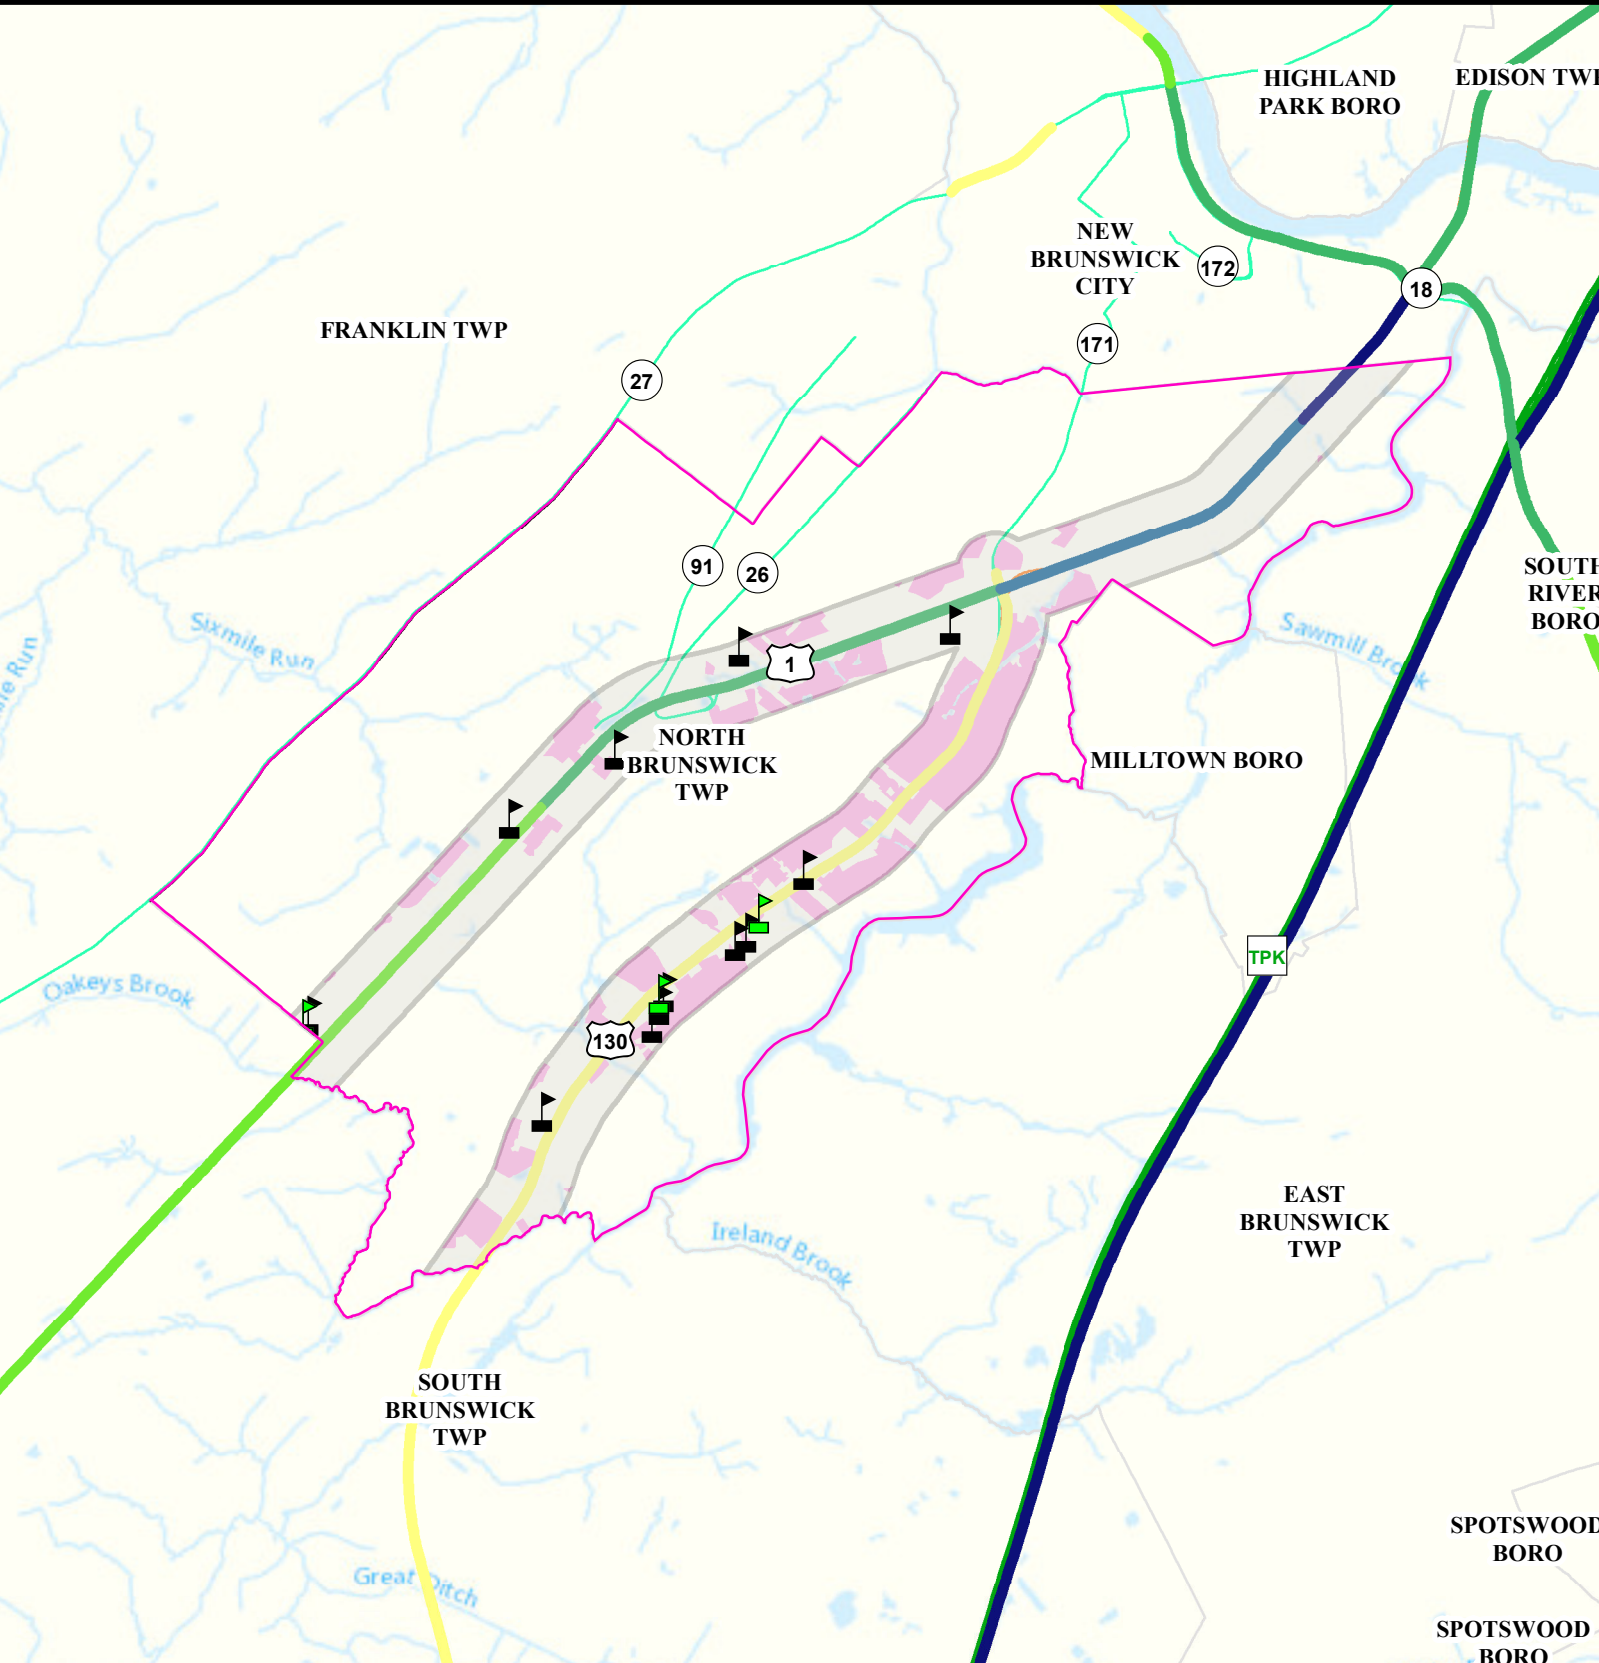 HIGHLAND
PARK BORO
EDISON TW
NEW
BRUNSWICK
CITY
172
18
171
FRANKLIN TWP
27
91
26
SOUTH
RIVER
BORO
Sixmile Run
Sawmill Brook
Run
1
NORTH
BRUNSWICK
TWP
MILLTOWN BORO
TPK
Oakeys Brook
130
EAST
BRUNSWICK
TWP
Ireland Brook
SOUTH
BRUNSWICK
TWP
SPOTSWOOD
BORO
Great Ditch
SPOTSWOOD
BORO